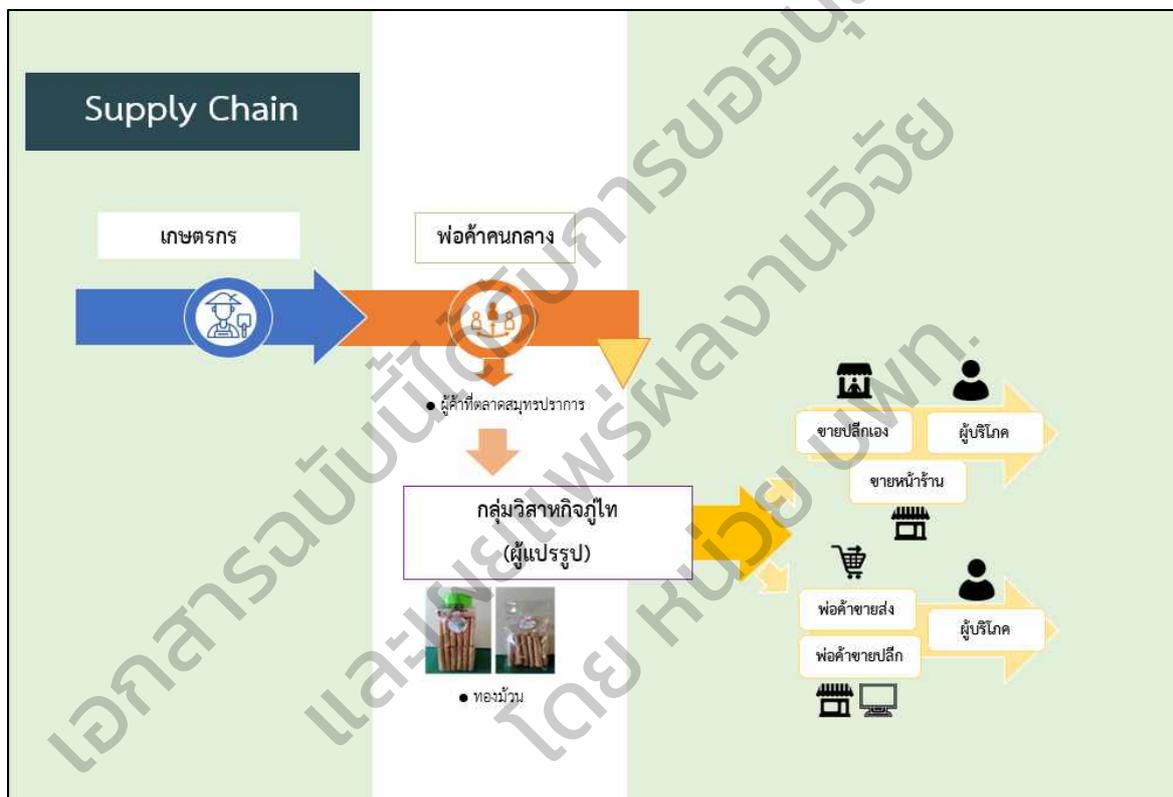 Supply Chain
เกษตรกร
พ่อค้าคนกลาง
● ผู้ค้าที่ตลาดสมุทรปราการ
กลุ่มวิสาหกิจภูไท
(ผู้แปรรูป)
● ทองม้วน
ขายปลีกเอง
ผู้บริโภค
ขายหน้าร้าน
พ่อค้าขายส่ง
พ่อค้าขายปลีก
ผู้บริโภค
เอกสารฉบับนี้ได้รับการขออนุ
และเผยแพร่ผลงานวิจัย
โดย หน่วย บพท.